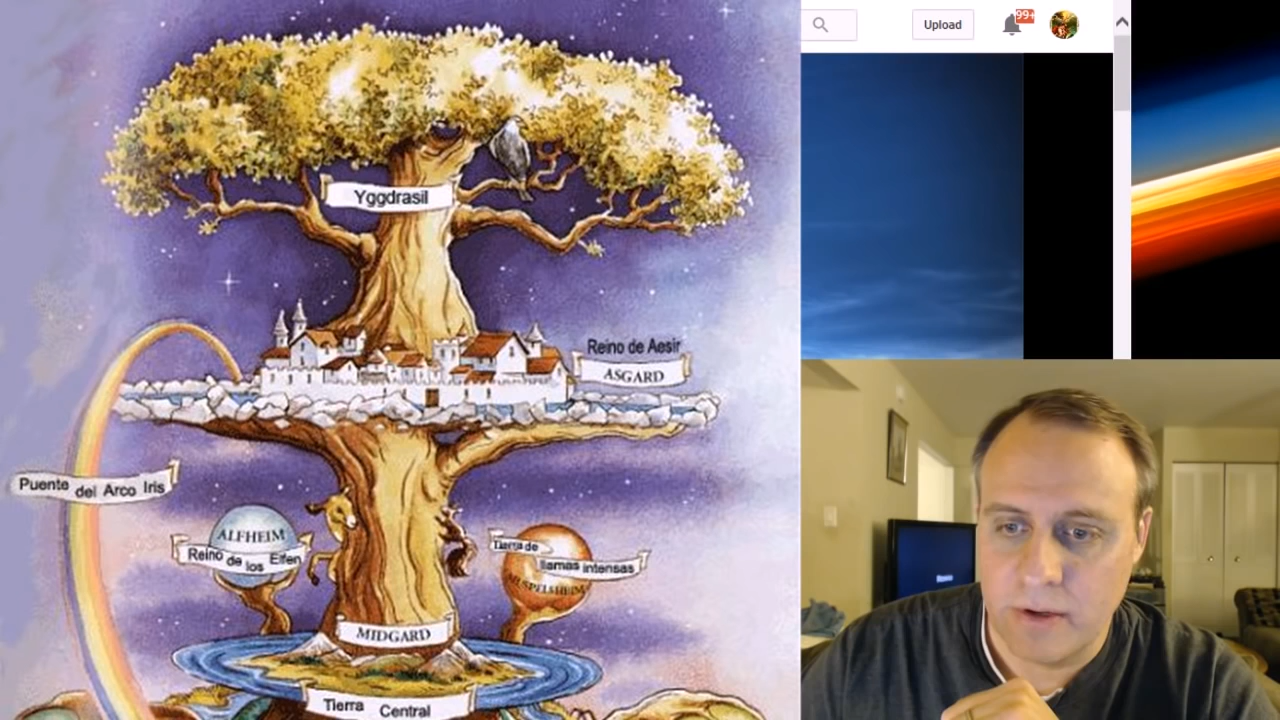 Upload
99+
Yggdrasil
Reino de Aesir
ASGARD
Puente del Arco Iris
ALFHEIM
Reino de los Elfen
Tierra de
llamas intensas
MUSPELSHEIM
MIDGARD
Tierra Central